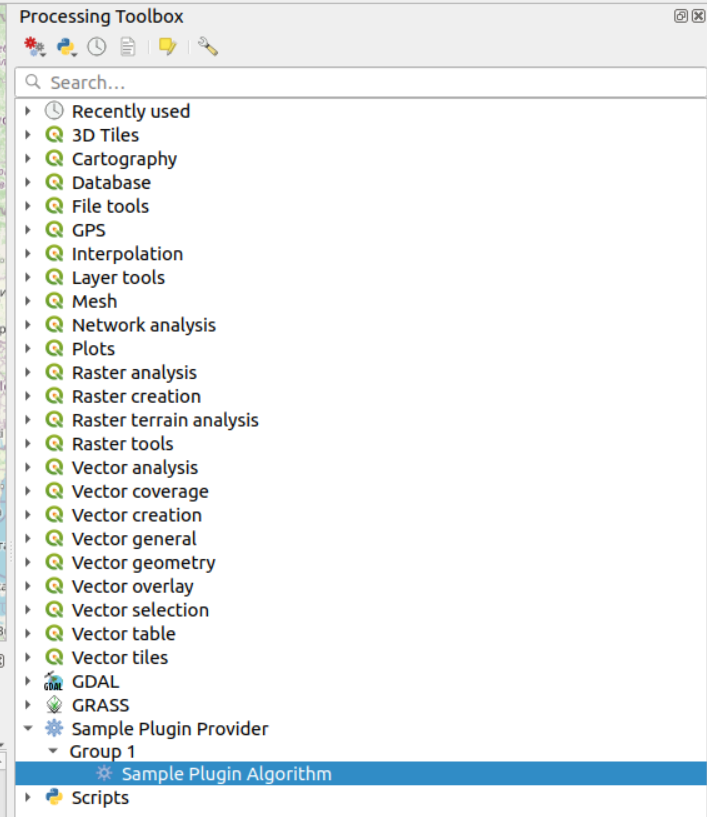 Processing Toolbox
Search...
Recently used
3D Tiles
Cartography
Database
File tools
GPS
Interpolation
Layer tools
Mesh
Network analysis
Plots
Raster analysis
Raster creation
Raster terrain analysis
Raster tools
Vector analysis
Vector coverage
Vector creation
Vector general
Vector geometry
Vector overlay
Vector selection
Vector table
Vector tiles
GDAL GDAL
GRASS
Sample Plugin Provider
Group 1
Sample Plugin Algorithm
Scripts